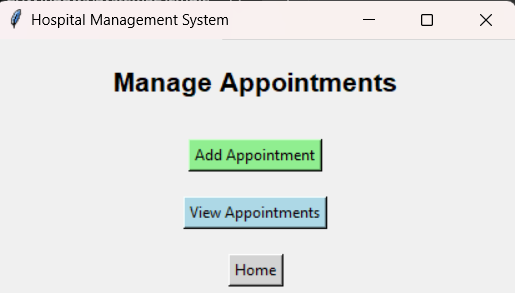 Hospital Management System
Manage Appointments
Add Appointment
View Appointments
Home